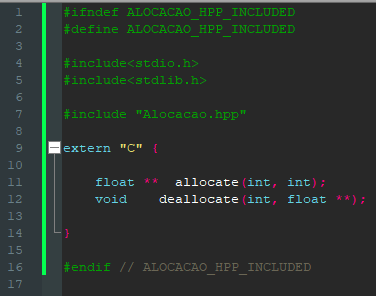 1 #ifndef ALOCACAO_HPP_INCLUDED
2 #define ALOCACAO_HPP_INCLUDED
3
4 #include<stdio.h>
5 #include<stdlib.h>
6
7 #include "Alocacao.hpp"
8
9 extern "C" {
10
11 float ** allocate(int, int);
12 void deallocate(int, float **);
13
14 }
15
16 #endif // ALOCACAO_HPP_INCLUDED
17